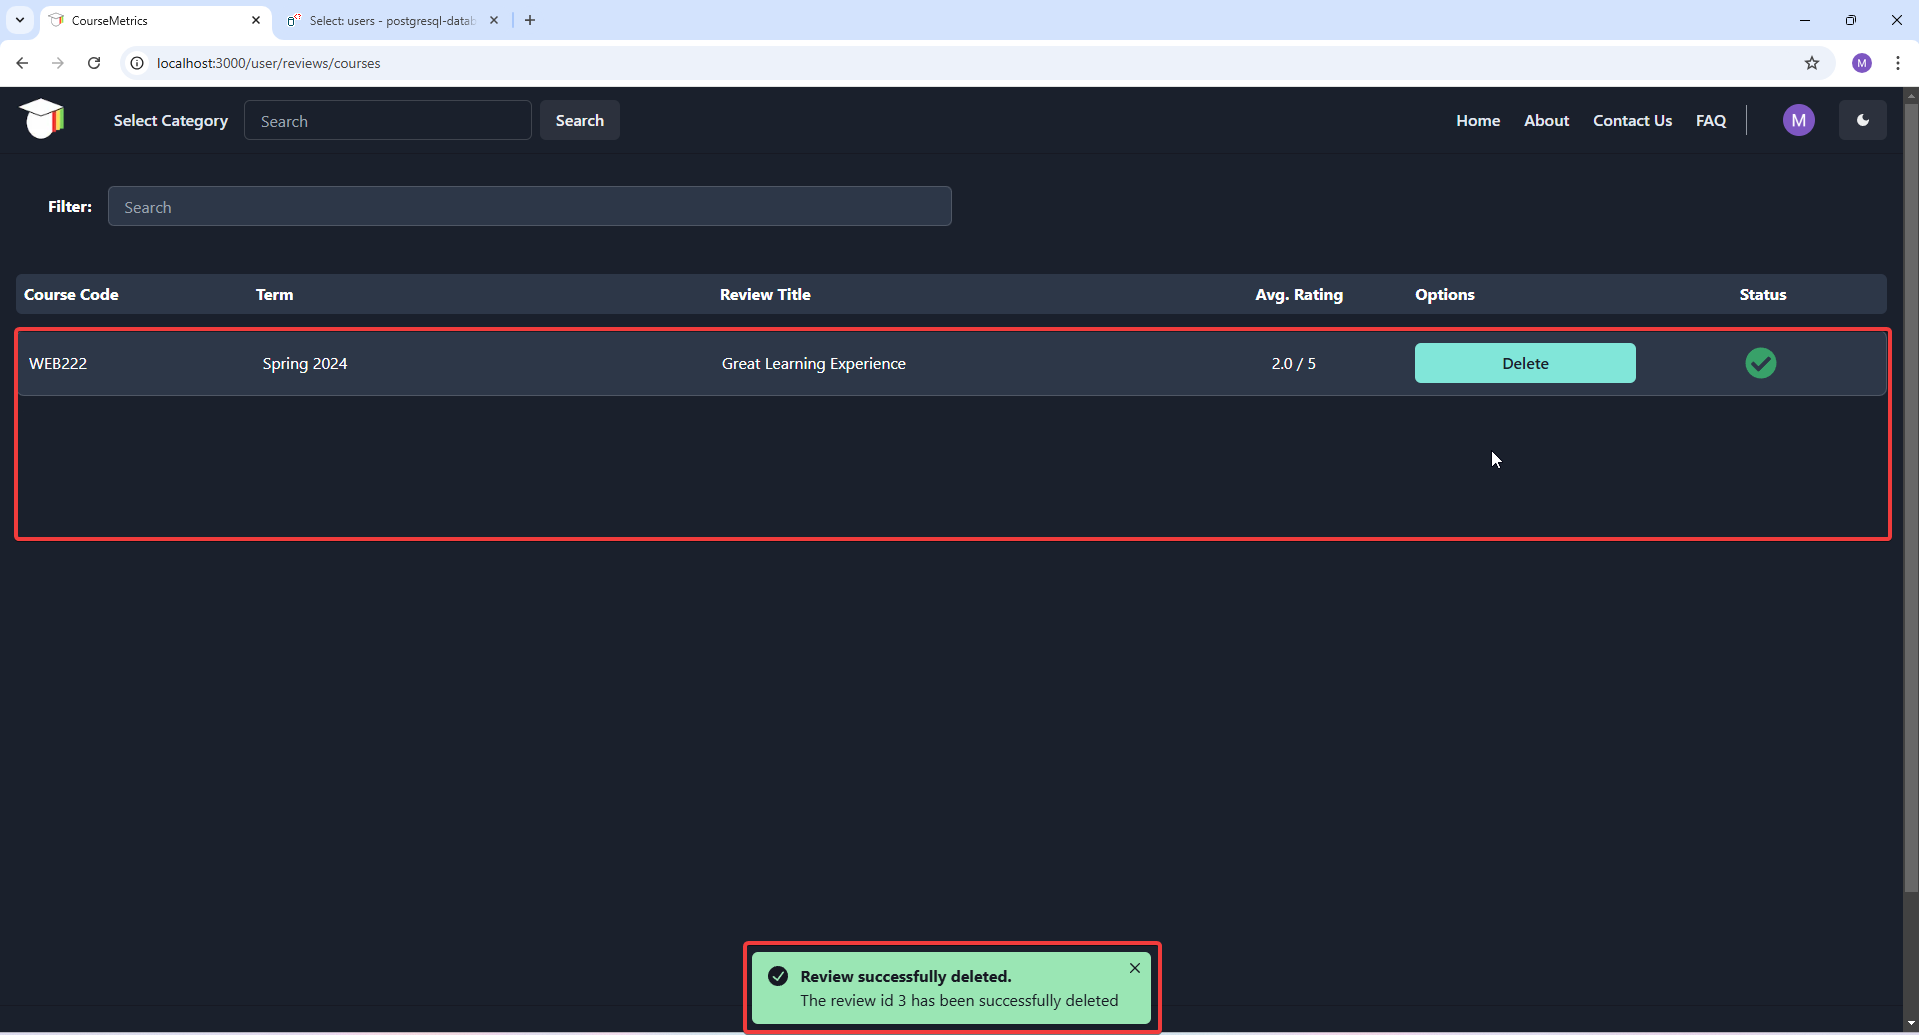 CourseMetrics
Select: users - postgresql-datab
localhost:3000/user/reviews/courses
M
Select Category
Search
Search
Home
About
Contact Us
FAQ
M
Filter:
Search
Course Code
Term
Review Title
Avg. Rating
Options
Status
WEB222
Spring 2024
Great Learning Experience
2.0 / 5
Delete
Review successfully deleted.
The review id 3 has been successfully deleted